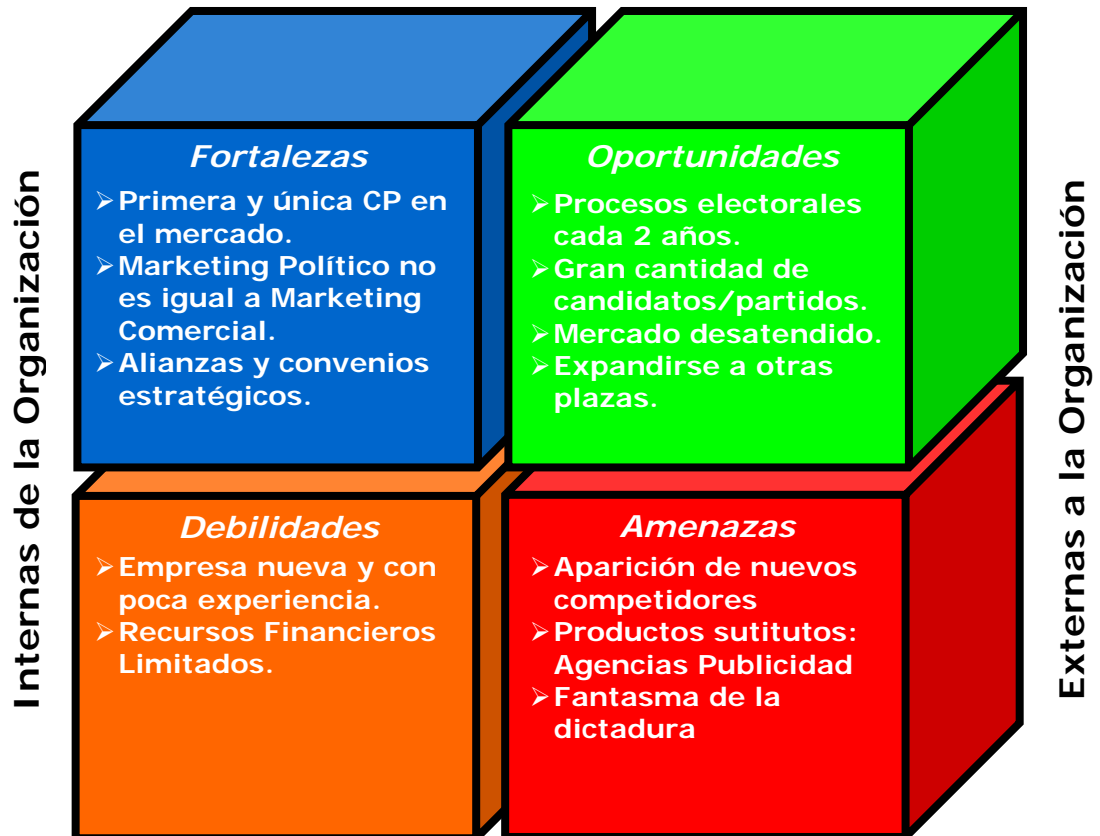 Internas de la Organización
Fortalezas
➢Primera y única CP en
el mercado.
➢Marketing Político no
es igual a Marketing
Comercial.
➢Alianzas y convenios
estratégicos.
Oportunidades
➢Procesos electorales
cada 2 años.
➢Gran cantidad de
candidatos/partidos.
➢Mercado desatendido.
➢Expandirse a otras
plazas.
Debilidades
➢Empresa nueva y con
poca experiencia.
➢Recursos Financieros
Limitados.
Amenazas
➢Aparición de nuevos
competidores
➢Productos sutitutos:
Agencias Publicidad
➢Fantasma de la
dictadura
Externas a la Organización